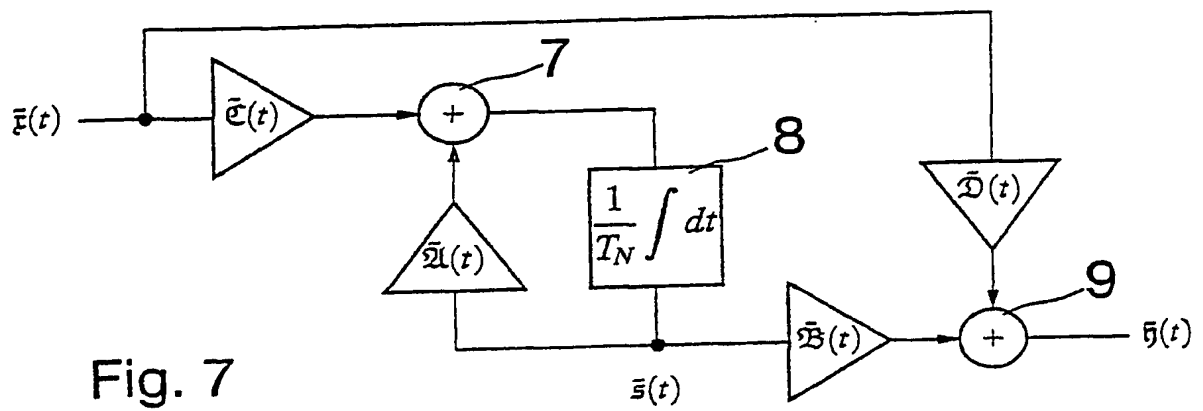 7
𝔵̄(t)
ℭ̄(t)
+
8
1/T_N ∫ dt
𝔇̄(t)
𝔄̄(t)
9
𝔅̄(t)
+
𝔶̄(t)
𝔰̄(t)
Fig. 7